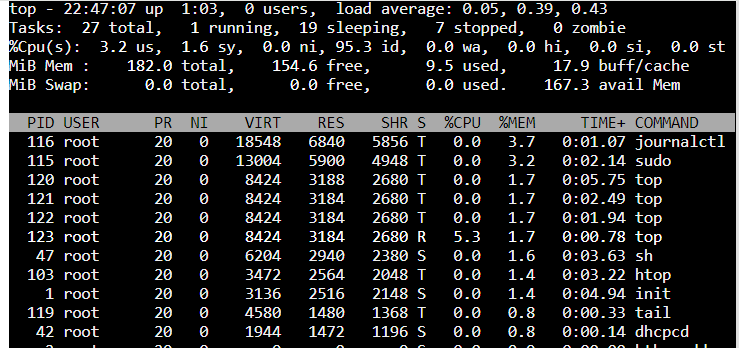 top - 22:47:07 up  1:03,  0 users,  load average: 0.05, 0.39, 0.43
Tasks:  27 total,   1 running,  19 sleeping,   7 stopped,   0 zombie
%Cpu(s):  3.2 us,  1.6 sy,  0.0 ni, 95.3 id,  0.0 wa,  0.0 hi,  0.0 si,  0.0 st
MiB Mem :    182.0 total,    154.6 free,      9.5 used,     17.9 buff/cache
MiB Swap:      0.0 total,      0.0 free,      0.0 used.    167.3 avail Mem
PID USER      PR  NI    VIRT    RES    SHR S  %CPU  %MEM     TIME+ COMMAND
116 root      20   0   18548   6840   5856 T   0.0   3.7   0:01.07 journalctl
115 root      20   0   13004   5900   4948 T   0.0   3.2   0:02.14 sudo
120 root      20   0    8424   3188   2680 T   0.0   1.7   0:05.75 top
121 root      20   0    8424   3184   2680 T   0.0   1.7   0:02.49 top
122 root      20   0    8424   3184   2680 T   0.0   1.7   0:01.94 top
123 root      20   0    8424   3184   2680 R   5.3   1.7   0:00.78 top
47 root      20   0    6204   2940   2380 S   0.0   1.6   0:03.63 sh
103 root      20   0    3472   2564   2048 T   0.0   1.4   0:03.22 htop
1 root      20   0    3136   2516   2148 S   0.0   1.4   0:04.94 init
119 root      20   0    4580   1480   1368 T   0.0   0.8   0:00.33 tail
42 root      20   0    1944   1472   1196 S   0.0   0.8   0:00.14 dhcpcd